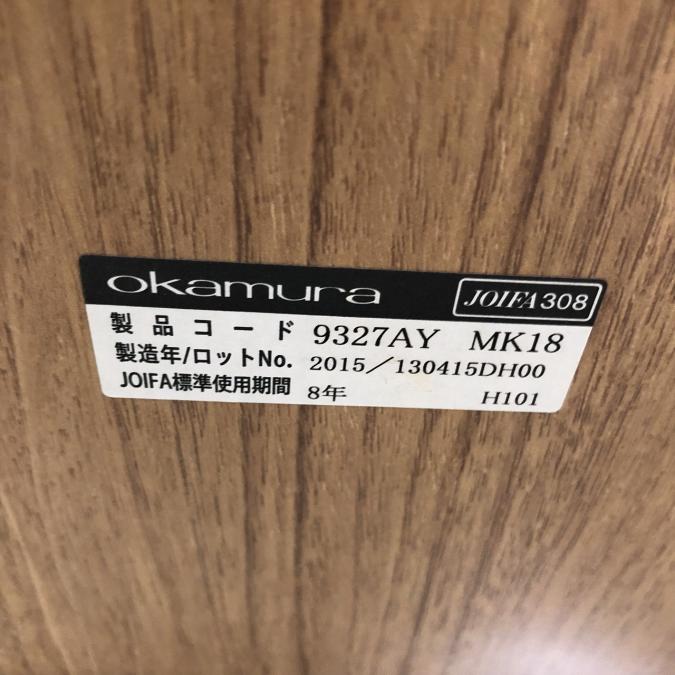 okamura JOIFA308
製品コード 9327AY MK18
製造年/ロットNo. 2015/130415DH00
JOIFA標準使用期間 8年 H101